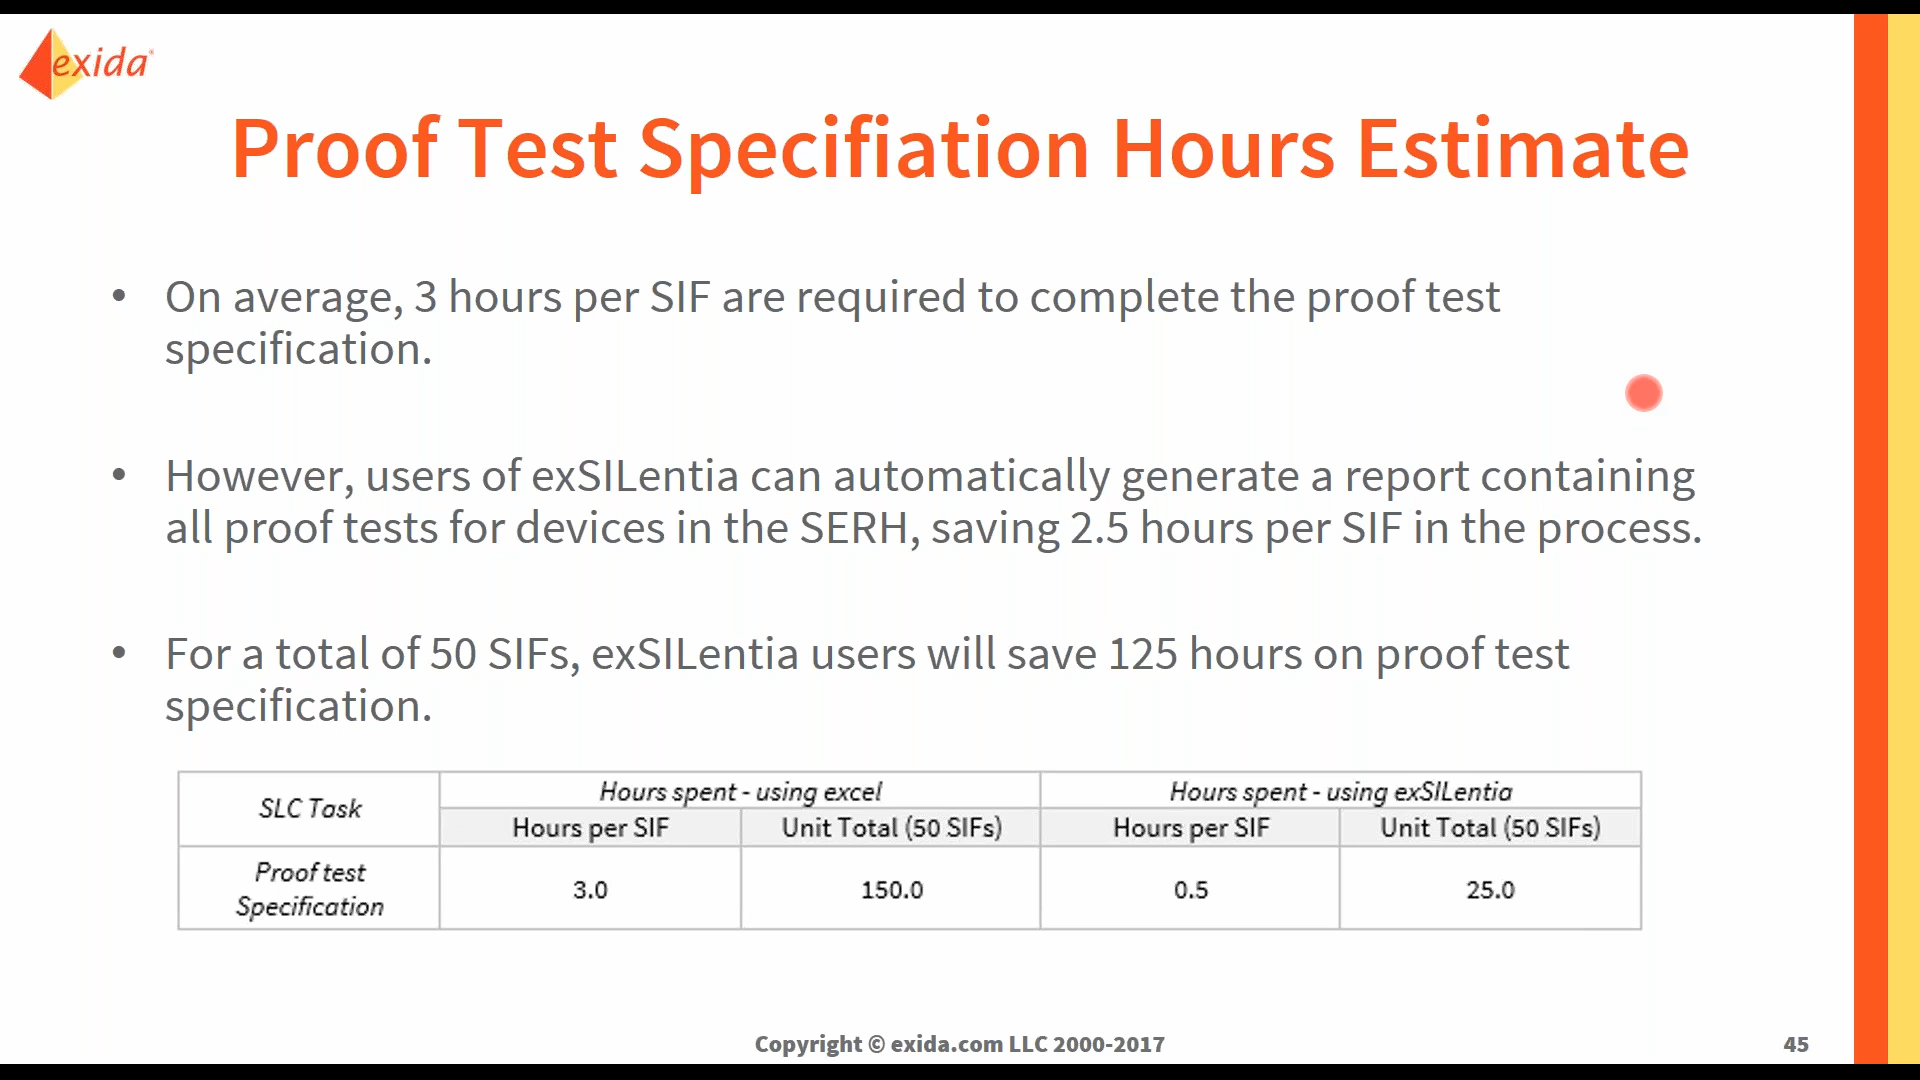 exida
Proof Test Specifiation Hours Estimate
• On average, 3 hours per SIF are required to complete the proof test
specification.
• However, users of exSILentia can automatically generate a report containing
all proof tests for devices in the SERH, saving 2.5 hours per SIF in the process.
• For a total of 50 SIFs, exSILentia users will save 125 hours on proof test
specification.
SLC Task
Hours spent - using excel
Hours spent - using exSILentia
Hours per SIF
Unit Total (50 SIFs)
Hours per SIF
Unit Total (50 SIFs)
Proof test
Specification
3.0
150.0
0.5
25.0
Copyright © exida.com LLC 2000-2017
45